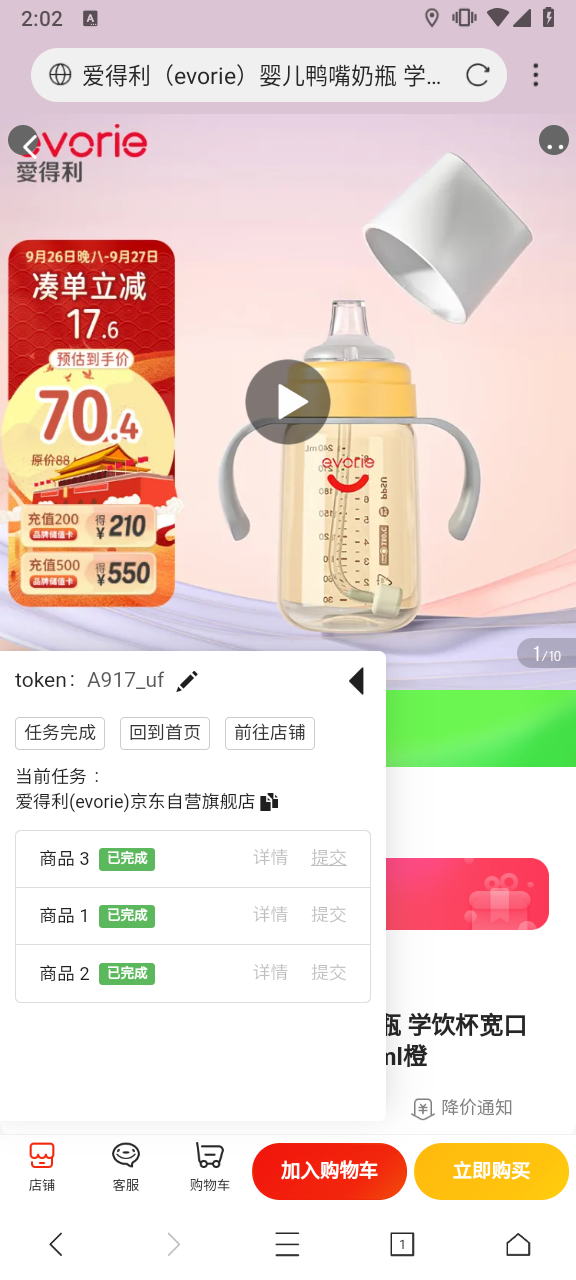 2:02
A
爱得利（evorie）婴儿鸭嘴奶瓶 学…
evorie
愛得利
9月26日晚八-9月27日
凑单立减
17.6
预估到手价
70.4
原价88
充值200 得
品牌储值卡 ¥210
充值500 得
品牌储值卡 ¥550
240mL
evorie
PPSU
1/10
token： A917_uf
任务完成 回到首页 前往店铺
当前任务 ：
爱得利(evorie)京东自营旗舰店
商品 3 已完成 详情 提交
商品 1 已完成 详情 提交
商品 2 已完成 详情 提交
瓶 学饮杯宽口
ml橙
降价通知
店铺 客服 购物车 加入购物车 立即购买
1